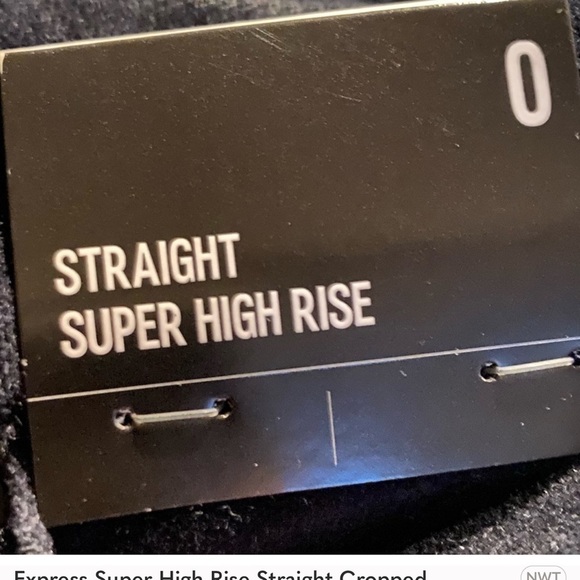 0
STRAIGHT
SUPER HIGH RISE
Express Super High Rise Straight Cropped
NWT